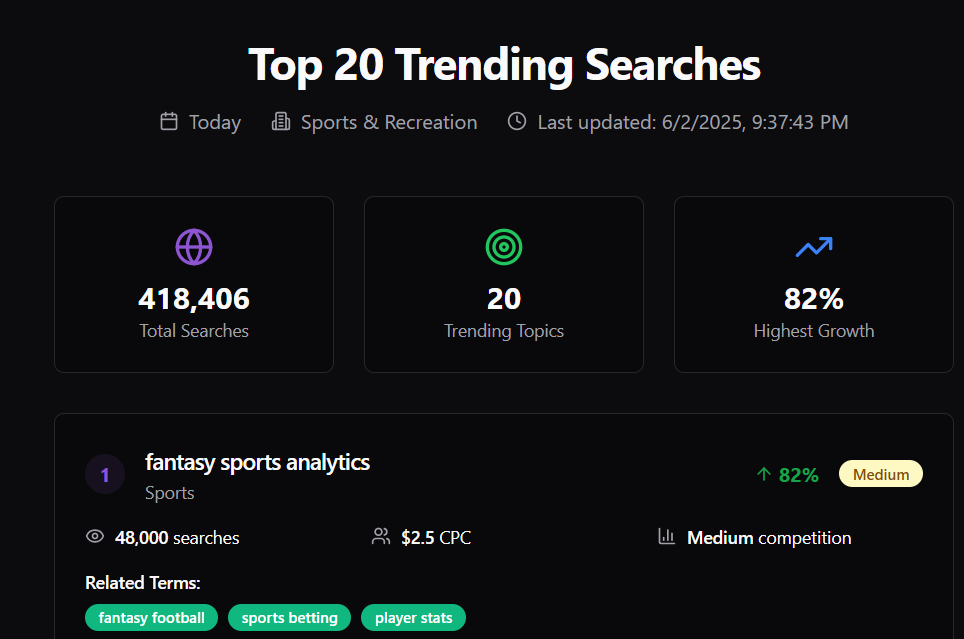 Top 20 Trending Searches
Today Sports & Recreation Last updated: 6/2/2025, 9:37:43 PM
418,406 20 82%
Total Searches Trending Topics Highest Growth
1 fantasy sports analytics ↑ 82% Medium
Sports
48,000 searches $2.5 CPC Medium competition
Related Terms:
fantasy football sports betting player stats